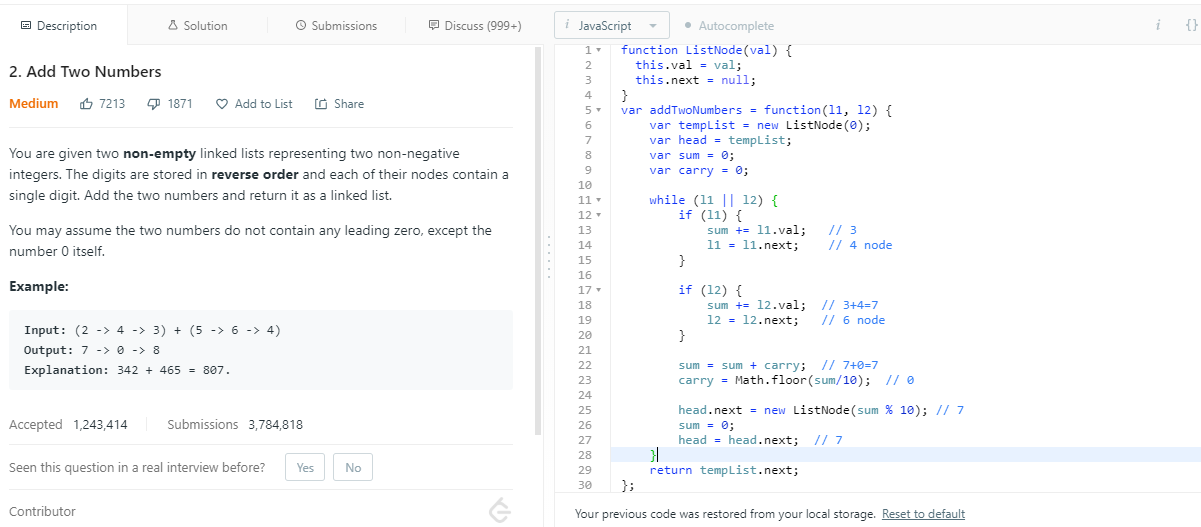 Description
Solution
Submissions
Discuss (999+)
i JavaScript
Autocomplete
i {}
2. Add Two Numbers
Medium 7213 1871 Add to List Share
You are given two non-empty linked lists representing two non-negative
integers. The digits are stored in reverse order and each of their nodes contain a
single digit. Add the two numbers and return it as a linked list.
You may assume the two numbers do not contain any leading zero, except the
number 0 itself.
Example:
Input: (2 -> 4 -> 3) + (5 -> 6 -> 4)
Output: 7 -> 0 -> 8
Explanation: 342 + 465 = 807.
Accepted 1,243,414 Submissions 3,784,818
Seen this question in a real interview before? Yes No
Contributor
1 function ListNode(val) {
2 this.val = val;
3 this.next = null;
4 }
5 var addTwoNumbers = function(l1, l2) {
6 var tempList = new ListNode(0);
7 var head = tempList;
8 var sum = 0;
9 var carry = 0;
10
11 while (l1 || l2) {
12 if (l1) {
13 sum += l1.val; // 3
14 l1 = l1.next; // 4 node
15 }
16
17 if (l2) {
18 sum += l2.val; // 3+4=7
19 l2 = l2.next; // 6 node
20 }
21
22 sum = sum + carry; // 7+0=7
23 carry = Math.floor(sum/10); // 0
24
25 head.next = new ListNode(sum % 10); // 7
26 sum = 0;
27 head = head.next; // 7
28 }
29 return tempList.next;
30 };
Your previous code was restored from your local storage. Reset to default